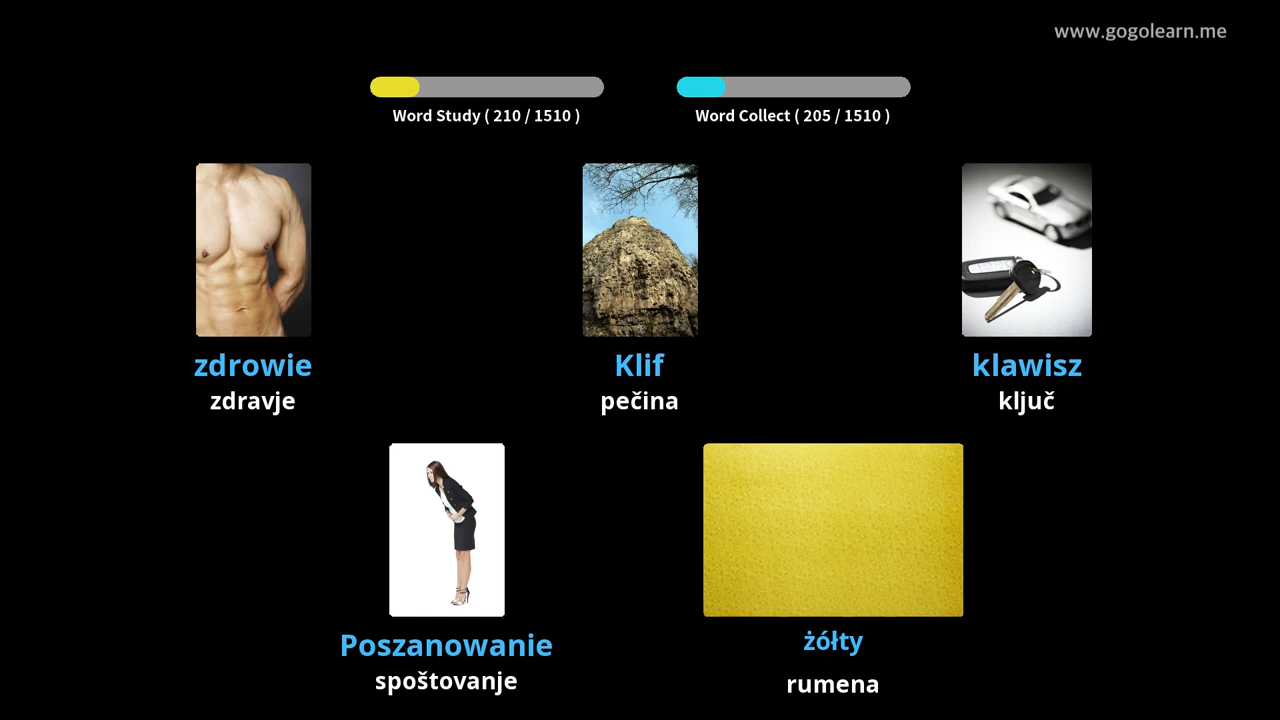 www.gogolearn.me
Word Study ( 210 / 1510 )
Word Collect ( 205 / 1510 )
zdrowie
zdravje
Klif
pečina
klawisz
ključ
Poszanowanie
spoštovanje
żółty
rumena